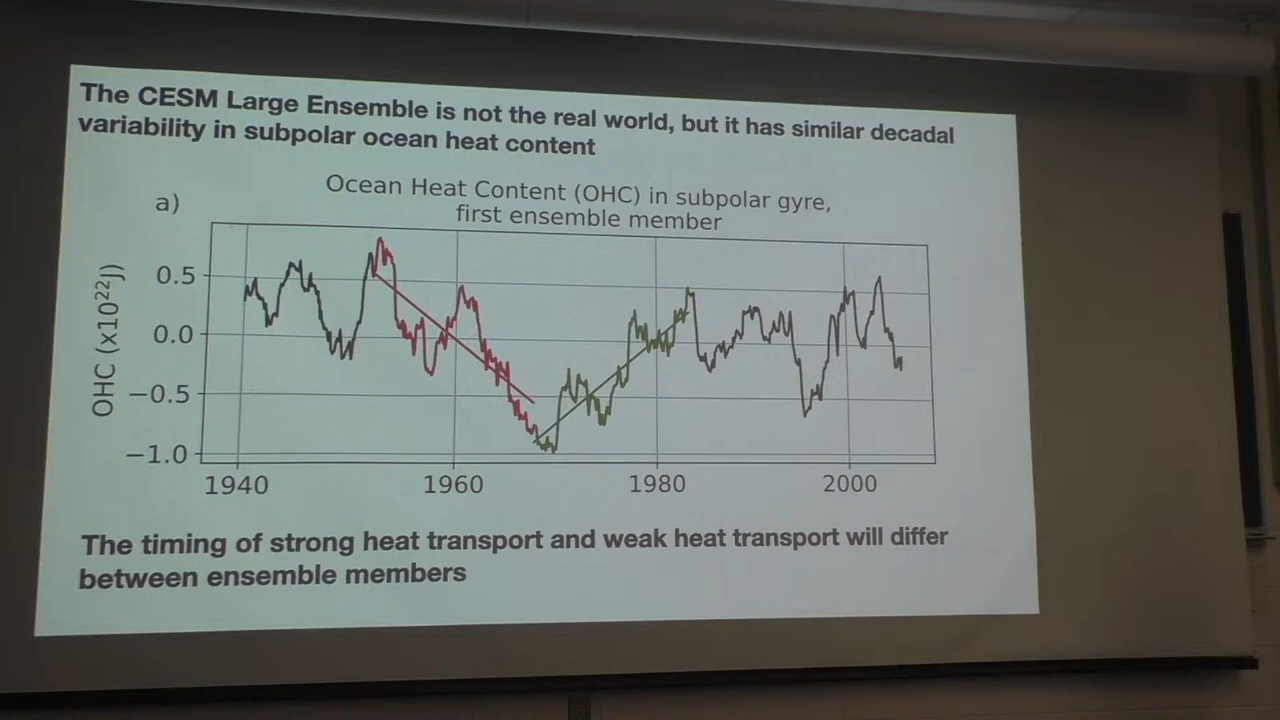 The CESM Large Ensemble is not the real world, but it has similar decadal
variability in subpolar ocean heat content
a)
Ocean Heat Content (OHC) in subpolar gyre,
first ensemble member
OHC (x10²²J)
0.5
0.0
−0.5
−1.0
1940 1960 1980 2000
The timing of strong heat transport and weak heat transport will differ
between ensemble members